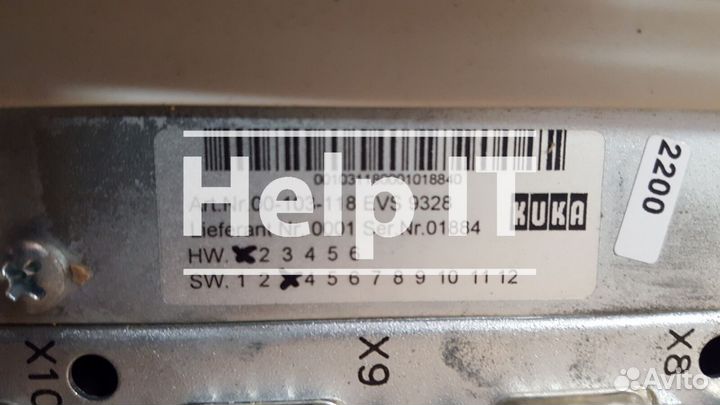 Help IT
0010311800001018840
Art.Nr.00-103-118 EVS 9328
Lieferant Nr. 0001 Ser.Nr.01884
KUKA
HW. 2 3 4 5 6
SW. 1 2 4 5 6 7 8 9 10 11 12
2200
X10
X9
X8
Avito